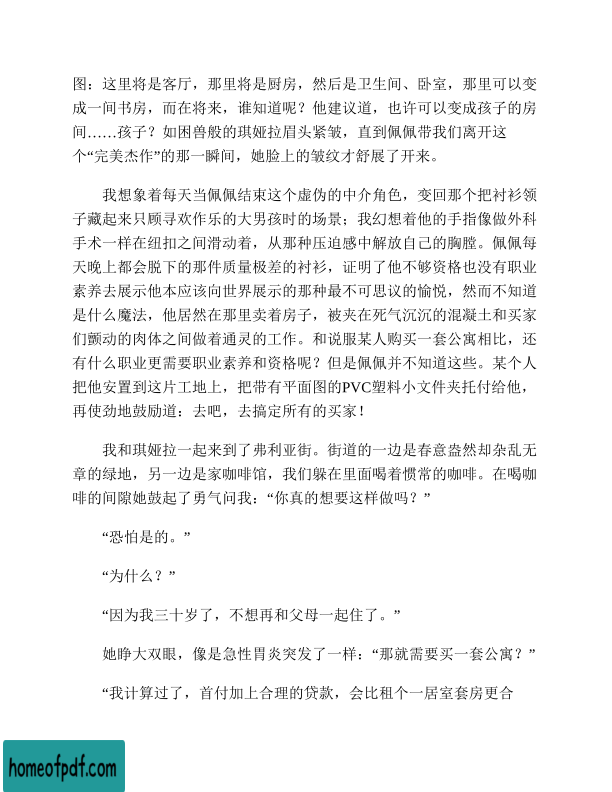 图：这里将是客厅，那里将是厨房，然后是卫生间、卧室，那里可以变
成一间书房，而在将来，谁知道呢？他建议道，也许可以变成孩子的房
间……孩子？如困兽般的琪娅拉眉头紧皱，直到佩佩带我们离开这
个“完美杰作”的那一瞬间，她脸上的皱纹才舒展了开来。
我想象着每天当佩佩结束这个虚伪的中介角色，变回那个把衬衫领
子藏起来只顾寻欢作乐的大男孩时的场景；我幻想着他的手指像做外科
手术一样在纽扣之间滑动着，从那种压迫感中解放自己的胸膛。佩佩每
天晚上都会脱下的那件质量极差的衬衫，证明了他不够资格也没有职业
素养去展示他本应该向世界展示的那种最不可思议的愉悦，然而不知道
是什么魔法，他居然在那里卖着房子，被夹在死气沉沉的混凝土和买家
们颤动的肉体之间做着通灵的工作。和说服某人购买一套公寓相比，还
有什么职业更需要职业素养和资格呢？但是佩佩并不知道这些。某个人
把他安置到这片工地上，把带有平面图的PVC塑料小文件夹托付给他，
再使劲地鼓励道：去吧，去搞定所有的买家！
我和琪娅拉一起来到了弗利亚街。街道的一边是春意盎然却杂乱无
章的绿地，另一边是家咖啡馆，我们躲在里面喝着惯常的咖啡。在喝咖
啡的间隙她鼓起了勇气问我：“你真的想要这样做吗？”
“恐怕是的。”
“为什么？”
“因为我三十岁了，不想再和父母一起住了。”
她睁大双眼，像是急性胃炎突发了一样：“那就需要买一套公寓？”
“我计算过了，首付加上合理的贷款，会比租个一居室套房更合
homeofpdf.com